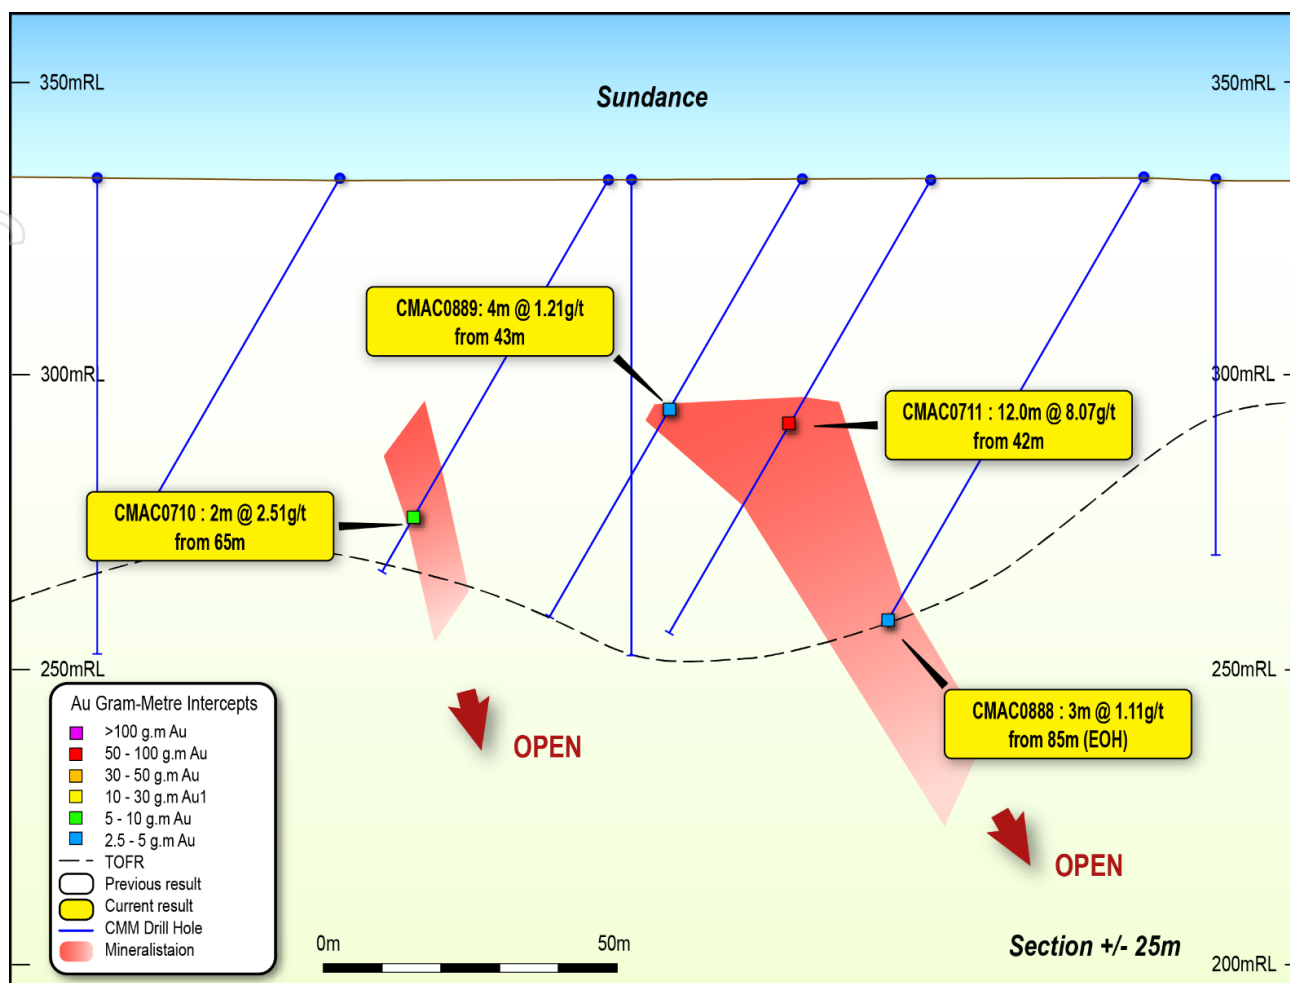 350mRL
350mRL
Sundance
CMAC0889: 4m @ 1.21g/t
from 43m
300mRL
300mRL
CMAC0711 : 12.0m @ 8.07g/t
from 42m
CMAC0710 : 2m @ 2.51g/t
from 65m
250mRL
250mRL
CMAC0888 : 3m @ 1.11g/t
from 85m (EOH)
OPEN
OPEN
Au Gram-Metre Intercepts
>100 g.m Au
50 - 100 g.m Au
30 - 50 g.m Au
10 - 30 g.m Au1
5 - 10 g.m Au
2.5 - 5 g.m Au
TOFR
Previous result
Current result
CMM Drill Hole
Mineralistaion
0m
50m
Section +/- 25m
200mRL